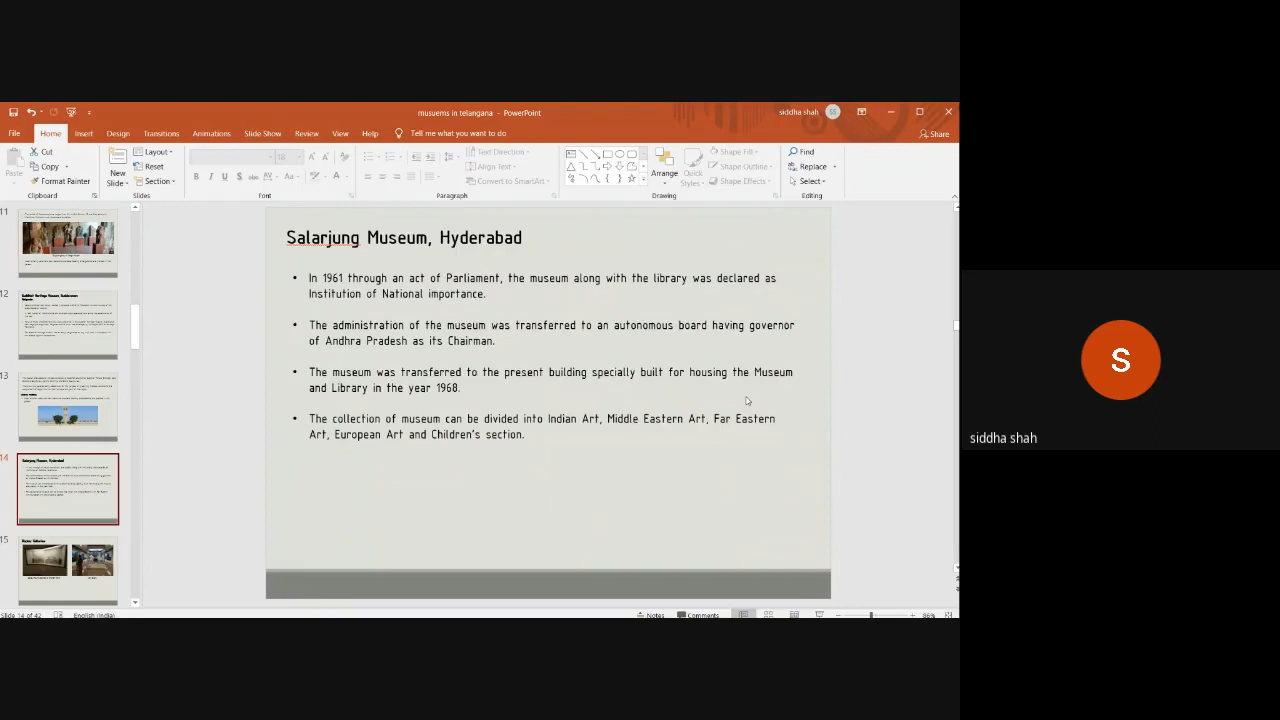 musuems in telangana - PowerPoint
siddha shah
SS
File
Home
Insert
Design
Transitions
Animations
Slide Show
Review
View
Help
Tell me what you want to do
Share
Paste
Cut
Copy
Format Painter
Clipboard
New
Slide
Layout
Reset
Section
Slides
18
Font
Text Direction
Align Text
Convert to SmartArt
Paragraph
Arrange
Quick
Styles
Shape Fill
Shape Outline
Shape Effects
Drawing
Find
Replace
Select
Editing
11
12
13
14
15
Salarjung Museum, Hyderabad
• In 1961 through an act of Parliament, the museum along with the library was declared as
Institution of National importance.
• The administration of the museum was transferred to an autonomous board having governor
of Andhra Pradesh as its Chairman.
• The museum was transferred to the present building specially built for housing the Museum
and Library in the year 1968.
• The collection of museum can be divided into Indian Art, Middle Eastern Art, Far Eastern
Art, European Art and Children's section.
Slide 14 of 42
English (India)
Notes
Comments
86%
S
siddha shah